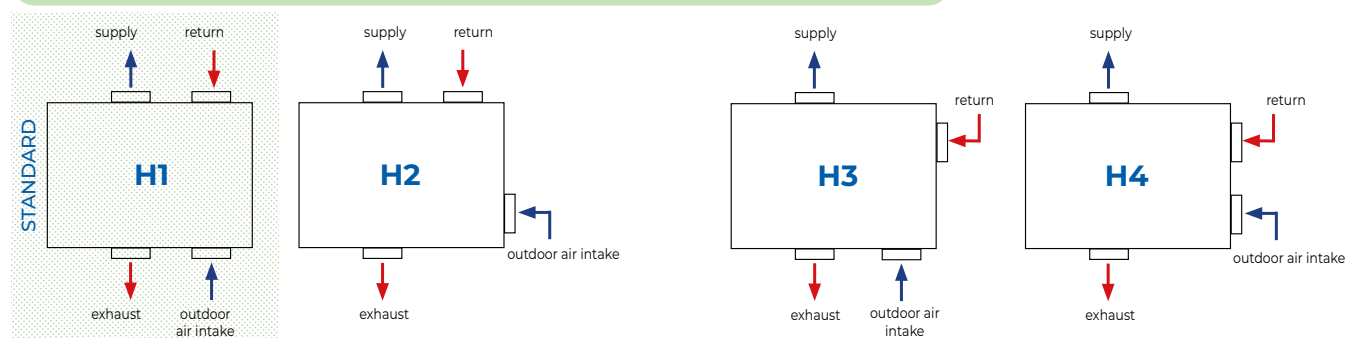 STANDARD
supply
return
H1
exhaust
outdoor
air intake
supply
return
H2
outdoor air intake
exhaust
supply
return
H3
exhaust
outdoor air
intake
supply
return
H4
outdoor air intake
exhaust